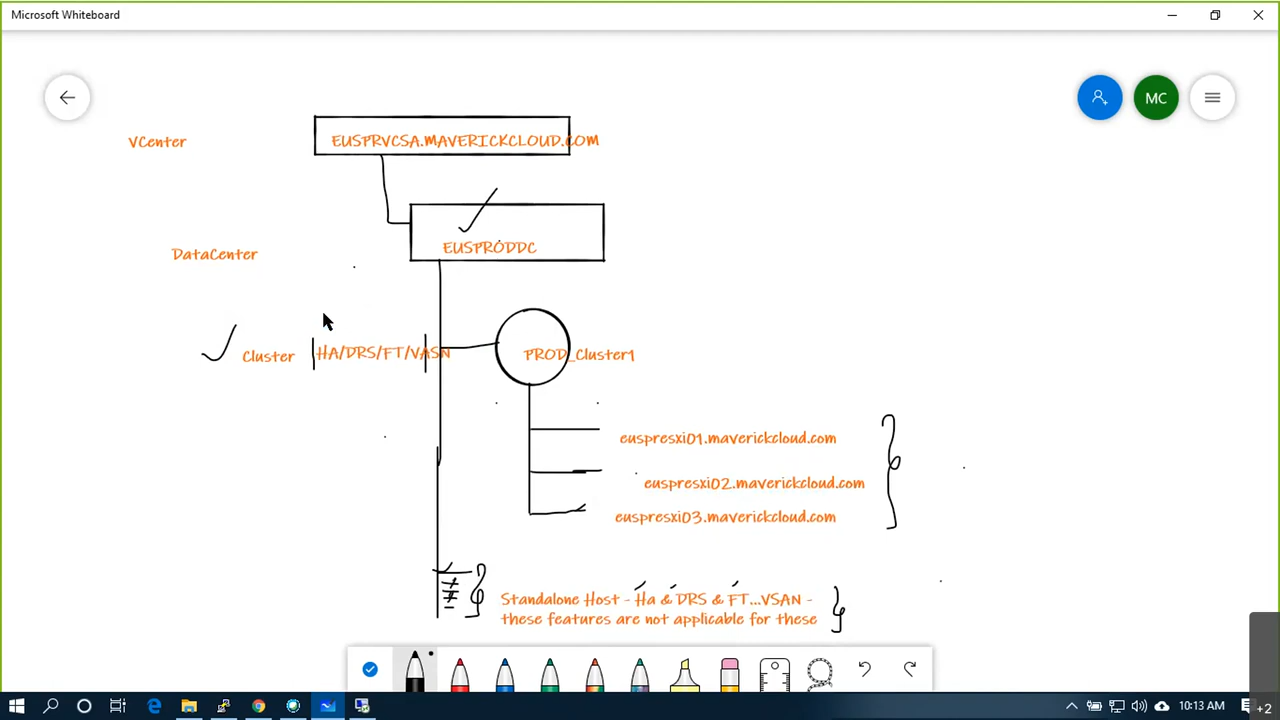 Microsoft Whiteboard
MC
VCenter
EUSPRVCSA.MAVERICKCLOUD.COM
EUSPRODDC
DataCenter
Cluster
HA/DRS/FT/VASN
PROD_Cluster1
euspresxi01.maverickcloud.com
euspresxi02.maverickcloud.com
euspresxi03.maverickcloud.com
Standalone Host - Ha & DRS & FT...VSAN -
these features are not applicable for these
10:13 AM
+2